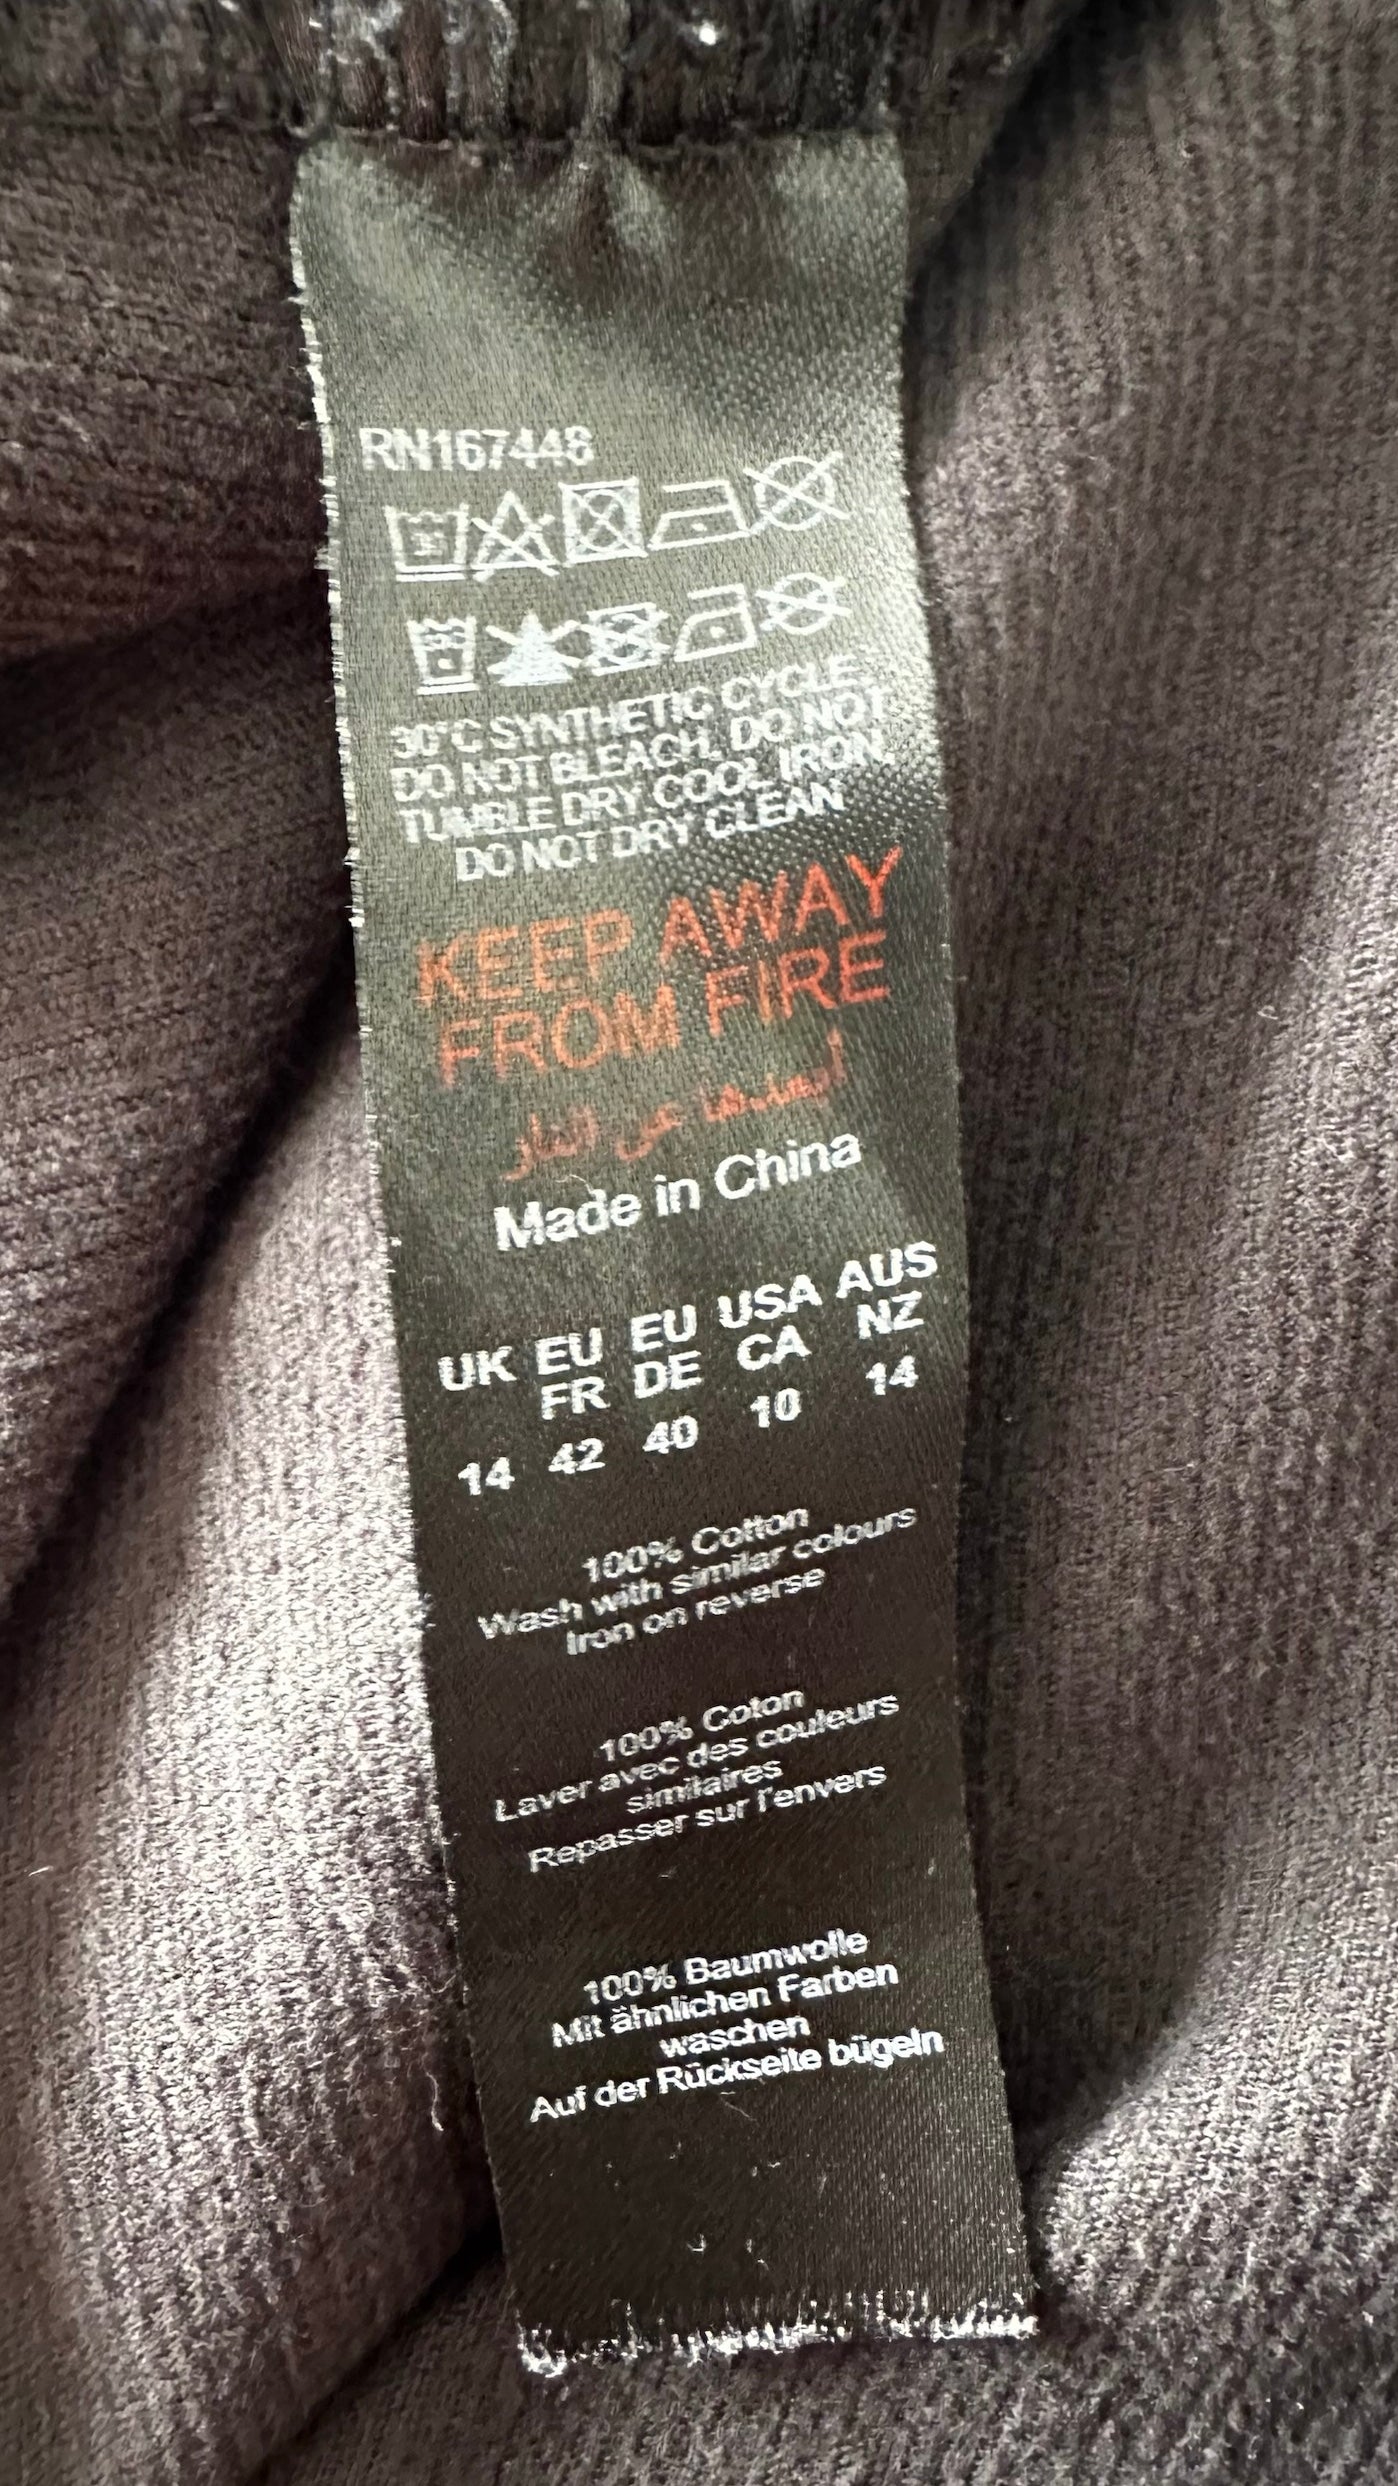 RN167448
30°C SYNTHETIC CYCLE.
DO NOT BLEACH. DO NOT
TUMBLE DRY. COOL IRON.
DO NOT DRY CLEAN
KEEP AWAY
FROM FIRE
أبعدها عن النار
Made in China
UK EU EU USA AUS
FR DE CA NZ
14 42 40 10 14
100% Cotton
Wash with similar colours
Iron on reverse
100% Coton
Laver avec des couleurs
similaires
Repasser sur l'envers
100% Baumwolle
Mit ähnlichen Farben
waschen
Auf der Rückseite bügeln